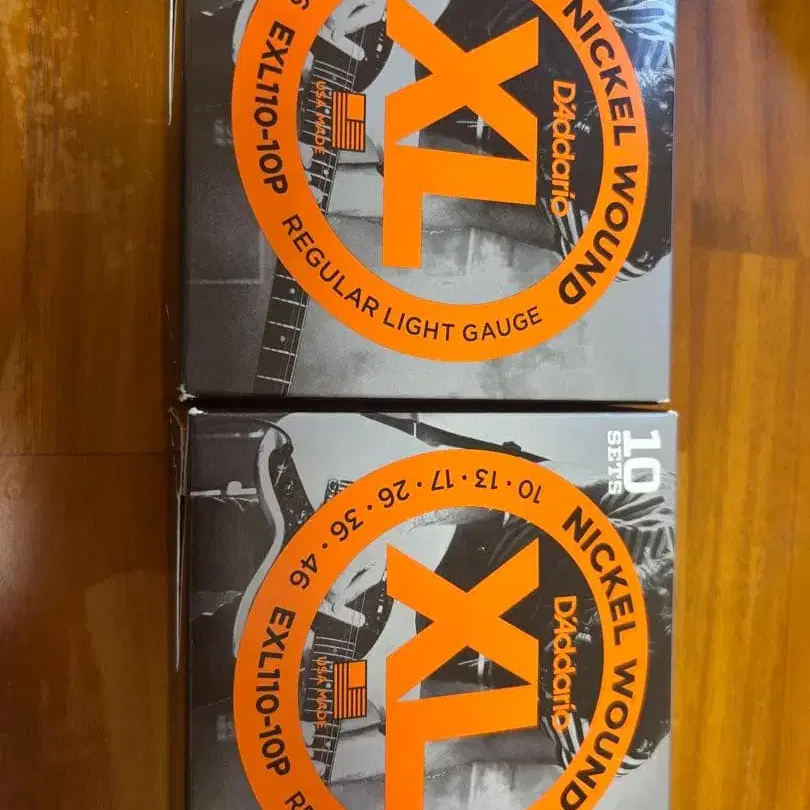 NICKEL WOUND
D'Addario
XL
USA MADE
EXL110-10P
REGULAR LIGHT GAUGE
10 SETS
NICKEL WOUND
D'Addario
XL
USA MADE
10 · 13 · 17 · 26 · 36 · 46
EXL110-10P